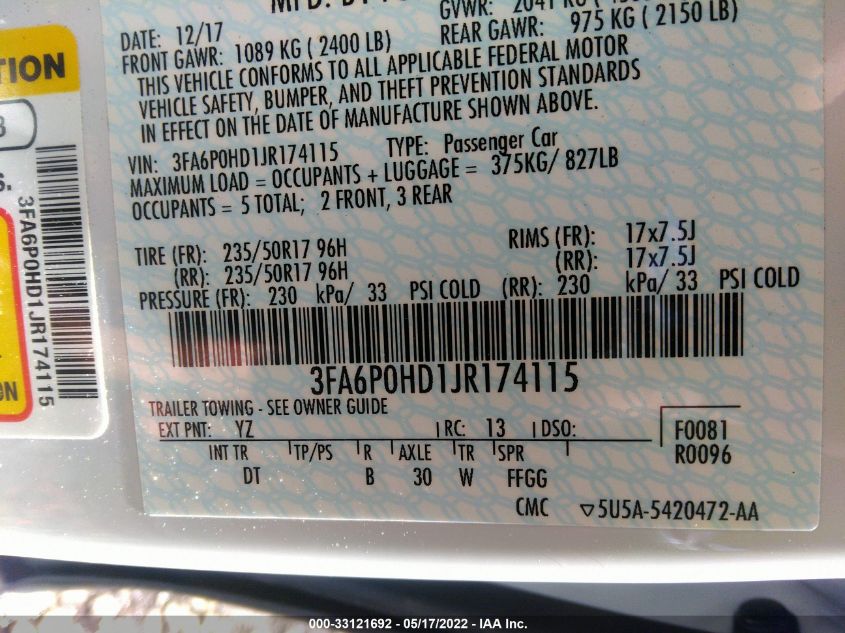 MFD. BY
GVWR: 2041 KG
DATE: 12/17
REAR GAWR: 975 KG ( 2150 LB)
FRONT GAWR: 1089 KG ( 2400 LB)
THIS VEHICLE CONFORMS TO ALL APPLICABLE FEDERAL MOTOR
VEHICLE SAFETY, BUMPER, AND THEFT PREVENTION STANDARDS
IN EFFECT ON THE DATE OF MANUFACTURE SHOWN ABOVE.
VIN: 3FA6P0HD1JR174115 TYPE: Passenger Car
MAXIMUM LOAD = OCCUPANTS + LUGGAGE = 375KG/ 827LB
OCCUPANTS = 5 TOTAL; 2 FRONT, 3 REAR
TIRE (FR): 235/50R17 96H RIMS (FR): 17x7.5J
(RR): 235/50R17 96H (RR): 17x7.5J
PRESSURE (FR): 230 kPa/ 33 PSI COLD (RR): 230 kPa/ 33 PSI COLD
3FA6P0HD1JR174115
TRAILER TOWING - SEE OWNER GUIDE
EXT PNT: YZ RC: 13 DSO: F0081
INT TR TP/PS R AXLE TR SPR R0096
DT B 30 W FFGG
CMC ▽5U5A-5420472-AA
3FA6P0HD1JR174115
000-33121692 - 05/17/2022 - IAA Inc.